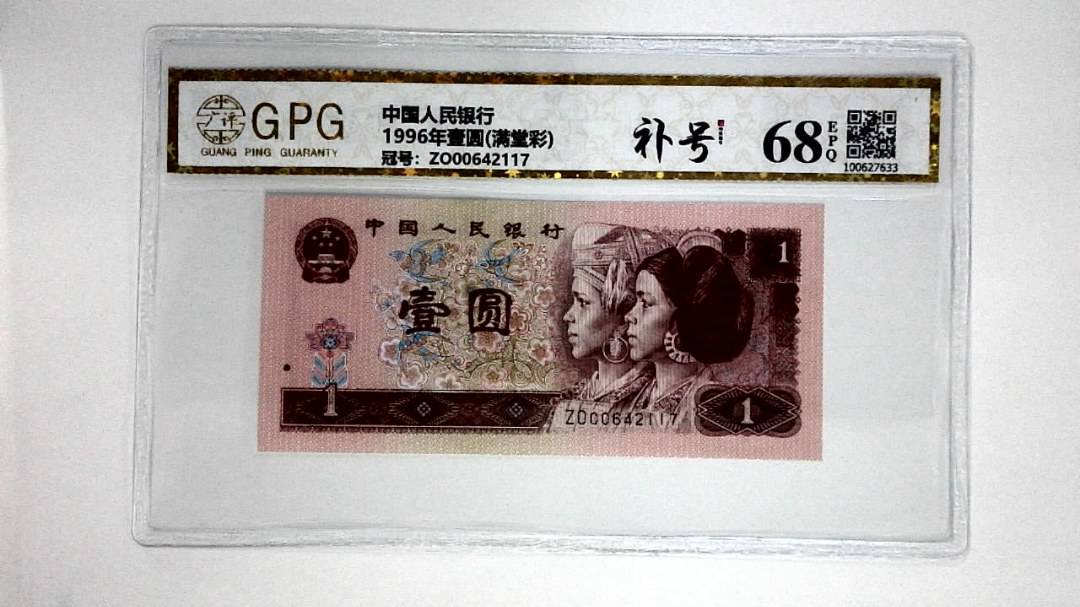 广评
GPG
GUANG PING GUARANTY
中国人民银行
1996年壹圆(满堂彩)
冠号：ZO00642117
补号
68
EPQ
100627633
中国人民银行
1
壹圆
1
ZO00642117
1